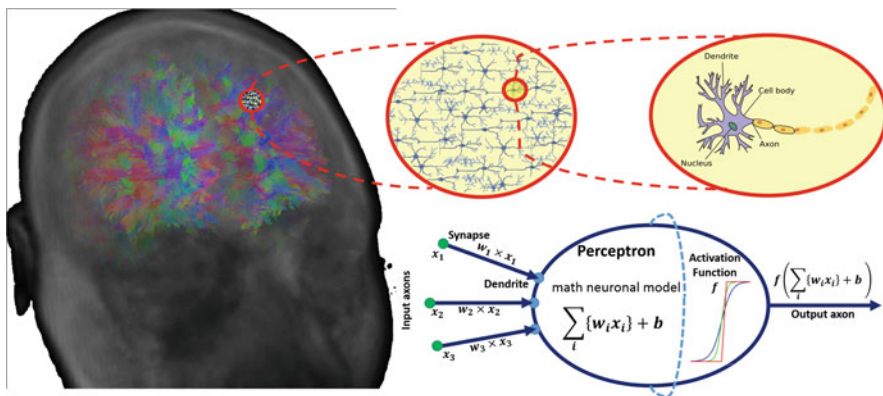 Dendrite
Cell body
Axon
Nucleus
Synapse
x₁
w₁ × x₁
Dendrite
x₂
w₂ × x₂
x₃
w₃ × x₃
Input axons
Perceptron
math neuronal model
∑ᵢ{wᵢxᵢ} + b
Activation
Function
f
f(∑ᵢ{wᵢxᵢ} + b)
Output axon